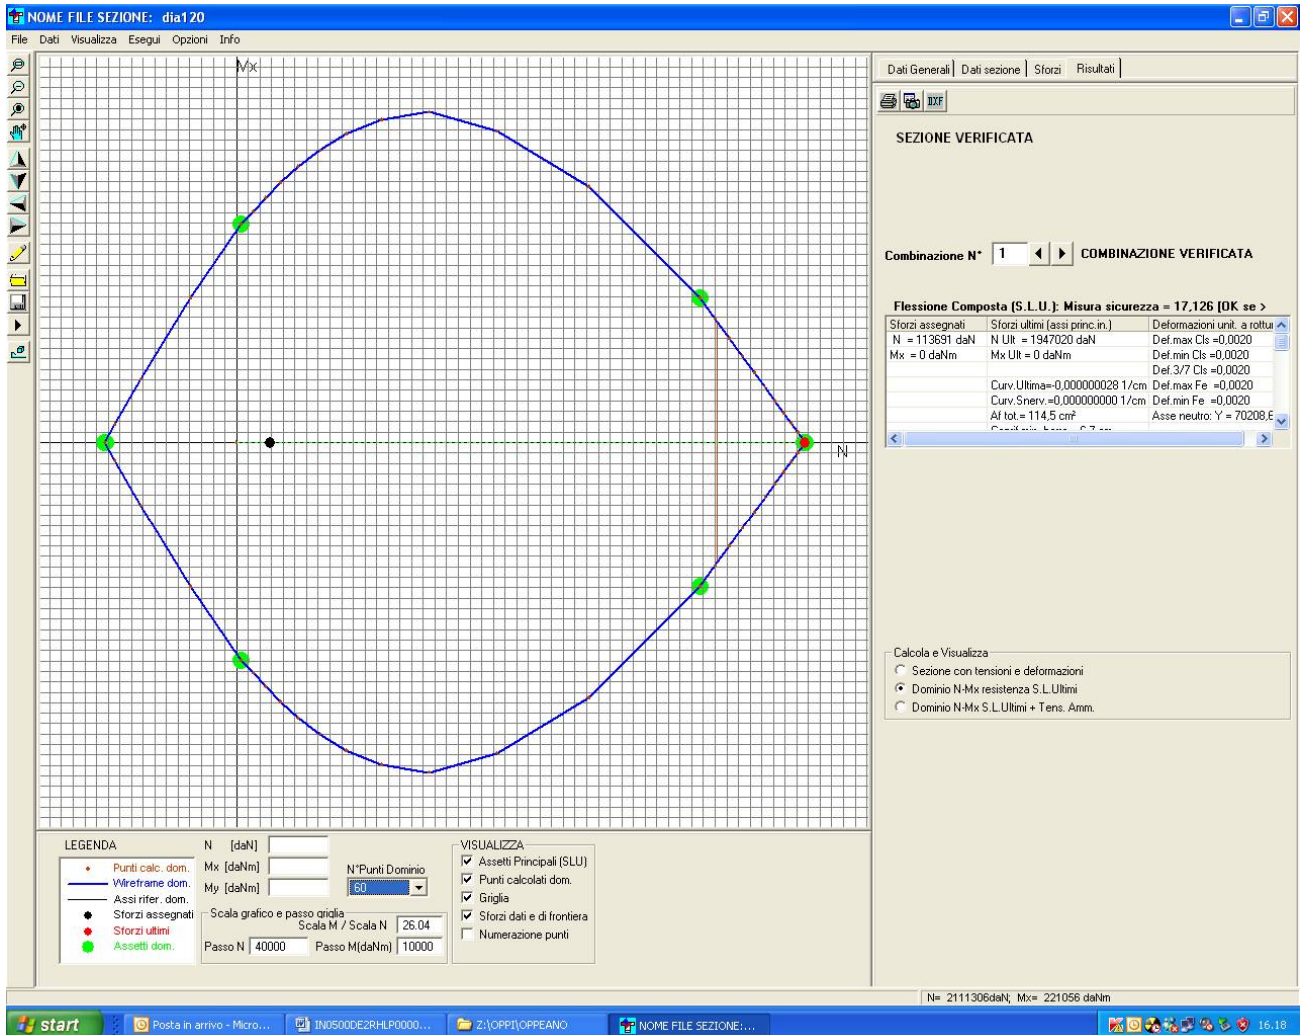 NOME FILE SEZIONE: dia120
File Dati Visualizza Esegui Opzioni Info
Mx
N
Dati Generali Dati sezione Sforzi Risultati
DXF
SEZIONE VERIFICATA
Combinazione N° 1 COMBINAZIONE VERIFICATA
Flessione Composta (S.L.U.): Misura sicurezza = 17,126 [OK se >
Sforzi assegnati Sforzi ultimi (assi princ.in.) Deformazioni unit. a rottur
N = 113691 daN N Ult = 1947020 daN Def.max Cls =0,0020
Mx = 0 daNm Mx Ult = 0 daNm Def.min Cls =0,0020
Def.3/7 Cls =0,0020
Curv.Ultima=-0,000000028 1/cm Def.max Fe =0,0020
Curv.Snerv.=0,000000000 1/cm Def.min Fe =0,0020
Af tot.= 114,5 cm² Asse neutro: Y = 70208,6
Calcola e Visualizza
Sezione con tensioni e deformazioni
Dominio N-Mx resistenza S.L.Ultimi
Dominio N-Mx S.L.Ultimi + Tens. Amm.
LEGENDA
Punti calc. dom.
Wireframe dom.
Assi rifer. dom.
Sforzi assegnati
Sforzi ultimi
Assetti dom.
N [daN]
Mx [daNm]
My [daNm]
N°Punti Dominio
60
Scala grafico e passo griglia
Scala M / Scala N 26.04
Passo N 40000 Passo M(daNm) 10000
VISUALIZZA
Assetti Principali (SLU)
Punti calcolati dom.
Griglia
Sforzi dati e di frontiera
Numerazione punti
N= 2111306daN; Mx= 221056 daNm
start Posta in arrivo - Micro... IN0500DE2RHLP0000... Z:\OPPI\OPPEANO NOME FILE SEZIONE:... 16.18